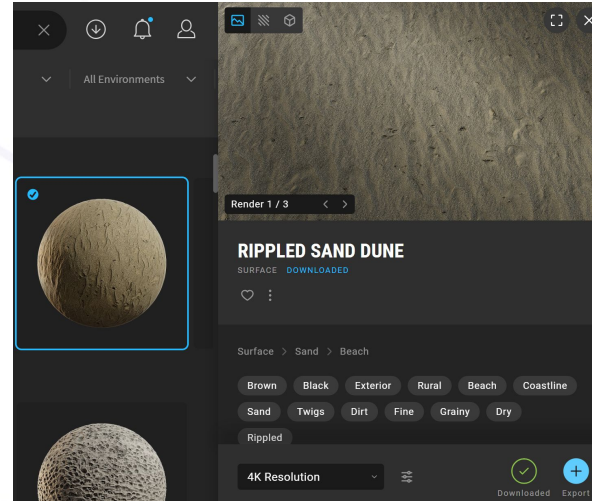 All Environments
Render 1 / 3
RIPPLED SAND DUNE
SURFACE DOWNLOADED
Surface > Sand > Beach
Brown Black Exterior Rural Beach Coastline
Sand Twigs Dirt Fine Grainy Dry
Rippled
4K Resolution
Downloaded Export